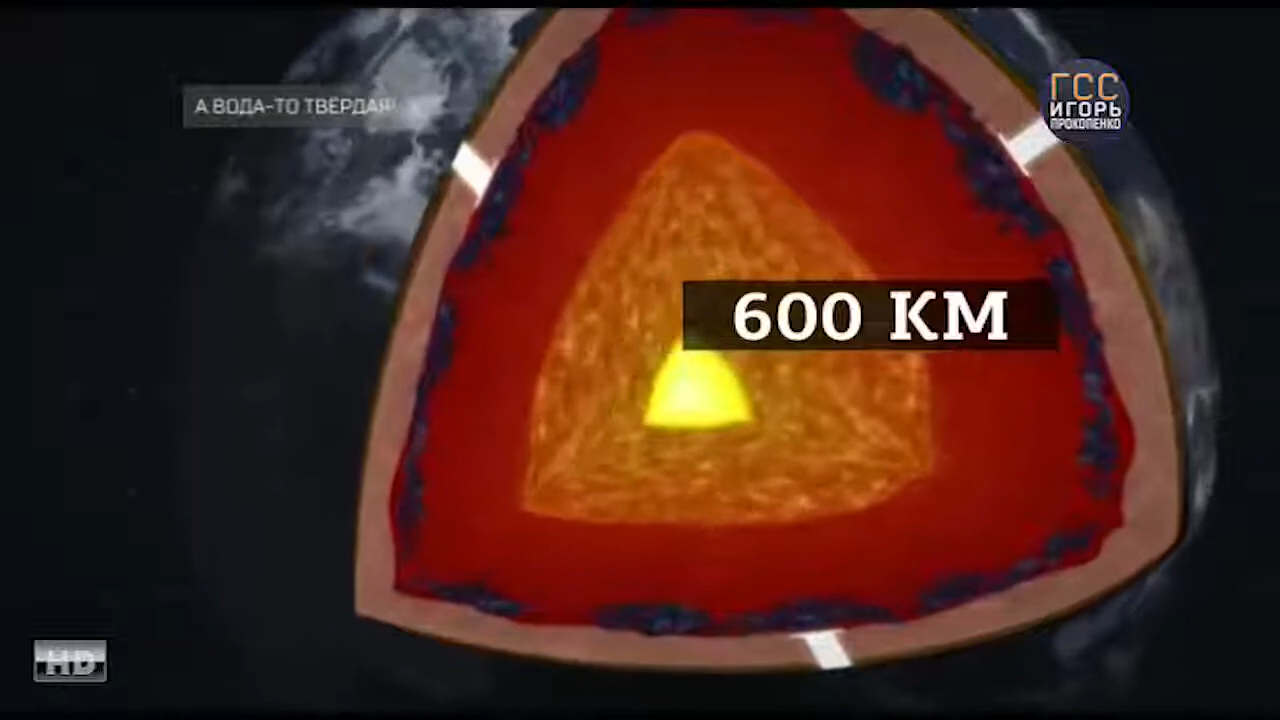 А ВОДА-ТО ТВЁРДАЯ!
ГСС
ИГОРЬ
ПРОКОПЕНКО
600 КМ
HD